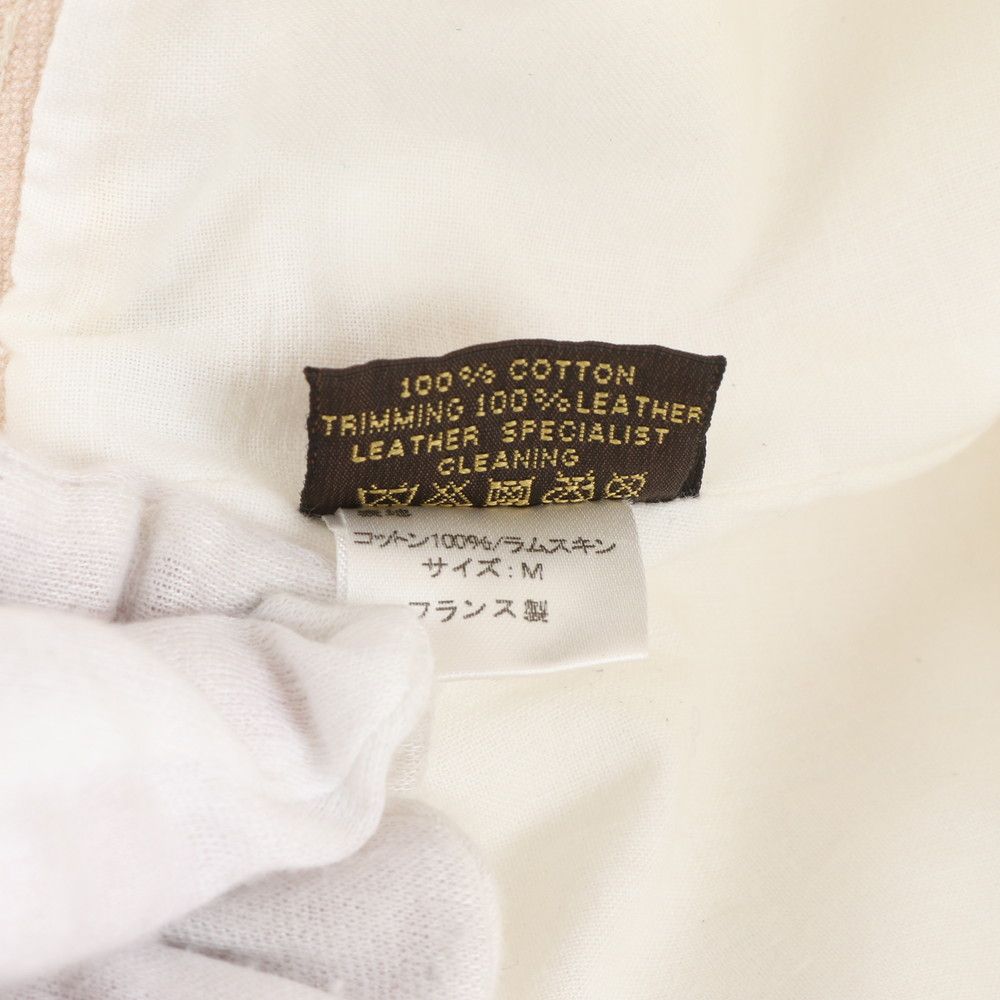 100% COTTON
TRIMMING 100% LEATHER
LEATHER SPECIALIST
CLEANING
コットン100%/ラムスキン
サイズ：M
フランス製